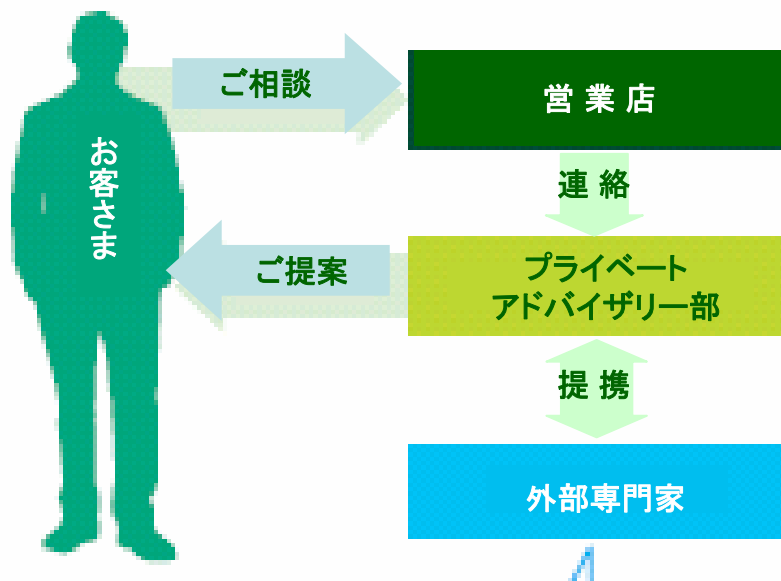 ご相談
営業店
お客さま
連絡
ご提案
プライベート
アドバイザリー部
提携
外部専門家